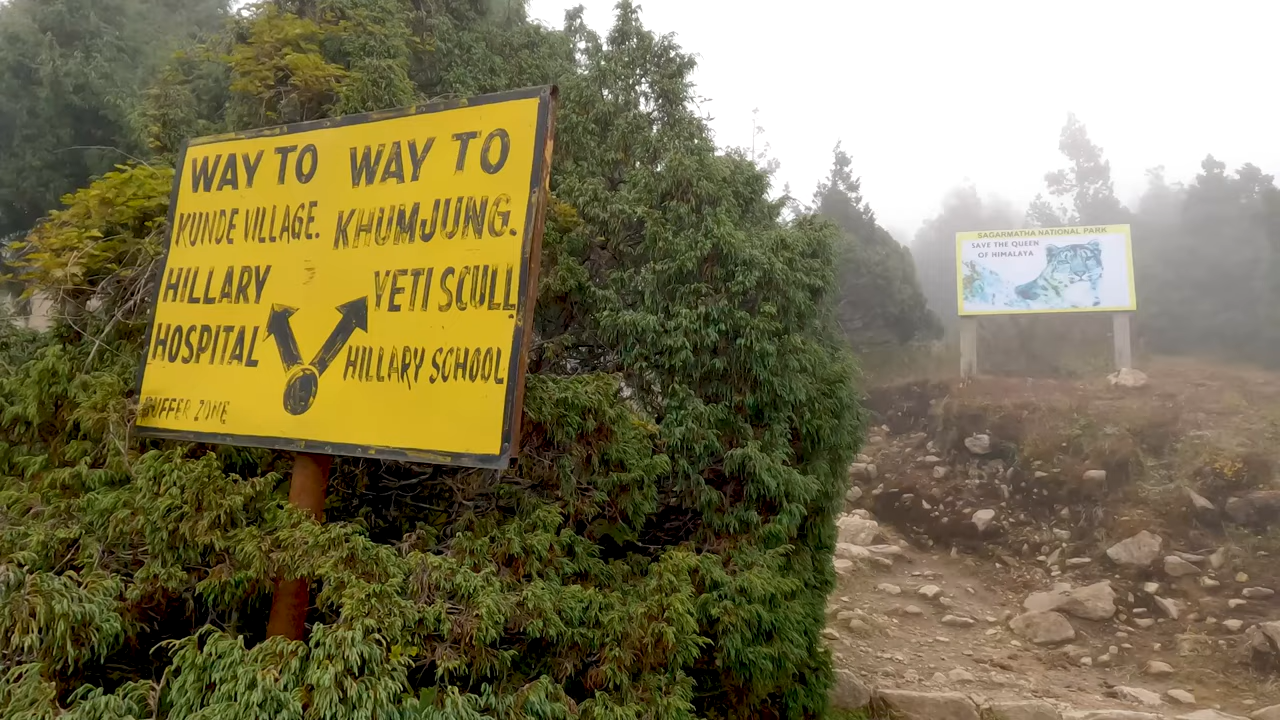 WAY TO
KUNDE VILLAGE.
HILLARY
HOSPITAL
BUFFER ZONE
WAY TO
KHUMJUNG.
YETI SCULL
HILLARY SCHOOL
SAGARMATHA NATIONAL PARK
SAVE THE QUEEN
OF HIMALAYA